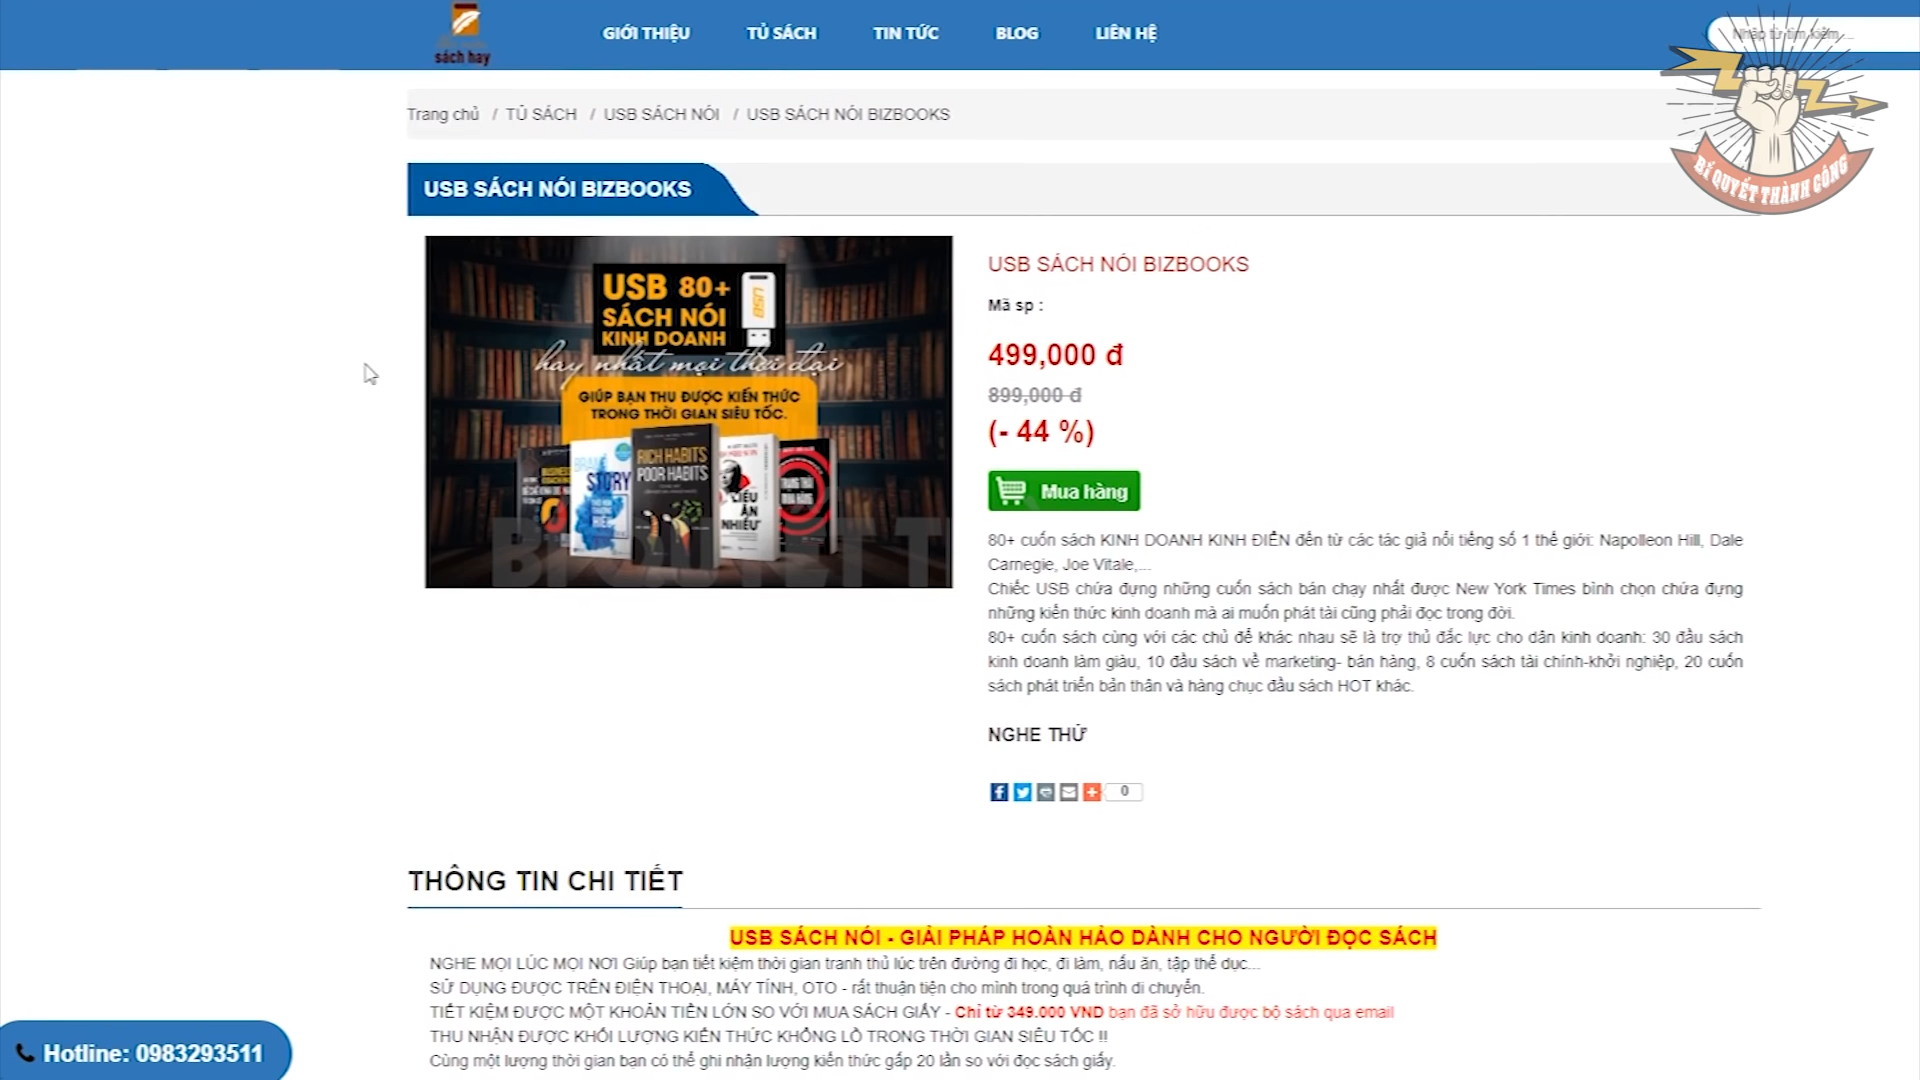 sách hay
GIỚI THIỆU TỦ SÁCH TIN TỨC BLOG LIÊN HỆ
Nhập từ tìm kiếm ...
BÍ QUYẾT THÀNH CÔNG
Trang chủ / TỦ SÁCH / USB SÁCH NÓI / USB SÁCH NÓI BIZBOOKS
USB SÁCH NÓI BIZBOOKS
USB 80+
SÁCH NÓI
KINH DOANH
USB
hay nhất mọi thời đại
GIÚP BẠN THU ĐƯỢC KIẾN THỨC
TRONG THỜI GIAN SIÊU TỐC.
STORY
RICH HABITS
POOR HABITS
USB SÁCH NÓI BIZBOOKS
Mã sp :
499,000 đ
899,000 đ
(- 44 %)
Mua hàng
80+ cuốn sách KINH DOANH KINH ĐIỂN đến từ các tác giả nổi tiếng số 1 thế giới: Napolleon Hill, Dale
Carnegie, Joe Vitale,...
Chiếc USB chứa đựng những cuốn sách bán chạy nhất được New York Times bình chọn chứa đựng
những kiến thức kinh doanh mà ai muốn phát tài cũng phải đọc trong đời.
80+ cuốn sách cùng với các chủ đề khác nhau sẽ là trợ thủ đắc lực cho dân kinh doanh: 30 đầu sách
kinh doanh làm giàu, 10 đầu sách về marketing- bán hàng, 8 cuốn sách tài chính-khởi nghiệp, 20 cuốn
sách phát triển bản thân và hàng chục đầu sách HOT khác.
NGHE THỬ
0
THÔNG TIN CHI TIẾT
USB SÁCH NÓI - GIẢI PHÁP HOÀN HẢO DÀNH CHO NGƯỜI ĐỌC SÁCH
NGHE MỌI LÚC MỌI NƠI Giúp bạn tiết kiệm thời gian tranh thủ lúc trên đường đi học, đi làm, nấu ăn, tập thể dục...
SỬ DỤNG ĐƯỢC TRÊN ĐIỆN THOẠI, MÁY TÍNH, OTO - rất thuận tiện cho mình trong quá trình di chuyển.
TIẾT KIỆM ĐƯỢC MỘT KHOẢN TIỀN LỚN SO VỚI MUA SÁCH GIẤY - Chỉ từ 349.000 VND bạn đã sở hữu được bộ sách qua email
THU NHẬN ĐƯỢC KHỐI LƯỢNG KIẾN THỨC KHỔNG LỒ TRONG THỜI GIAN SIÊU TỐC !!
Cùng một lượng thời gian bạn có thể ghi nhận lượng kiến thức gấp 20 lần so với đọc sách giấy.
Hotline: 0983293511